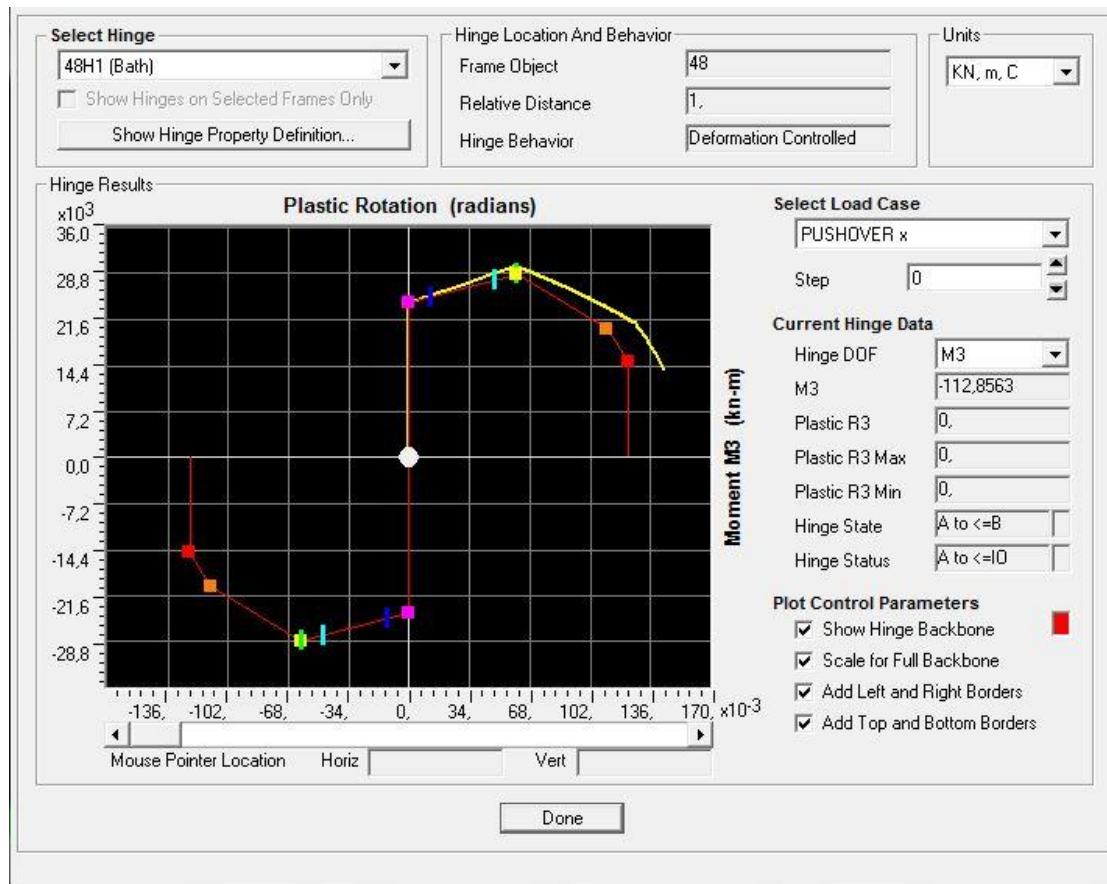 Select Hinge
48H1 (Bath)
Show Hinges on Selected Frames Only
Show Hinge Property Definition...
Hinge Location And Behavior
Frame Object 48
Relative Distance 1,
Hinge Behavior Deformation Controlled
Units
KN, m, C
Hinge Results
x10^3
Plastic Rotation (radians)
36,0
28,8
21,6
14,4
7,2
0,0
-7,2
-14,4
-21,6
-28,8
-136, -102, -68, -34, 0, 34, 68, 102, 136, 170, x10^-3
Moment M3 (kn-m)
Mouse Pointer Location Horiz Vert
Select Load Case
PUSHOVER x
Step 0
Current Hinge Data
Hinge DOF M3
M3 -112,8563
Plastic R3 0,
Plastic R3 Max 0,
Plastic R3 Min 0,
Hinge State A to <=B
Hinge Status A to <=IO
Plot Control Parameters
Show Hinge Backbone
Scale for Full Backbone
Add Left and Right Borders
Add Top and Bottom Borders
Done